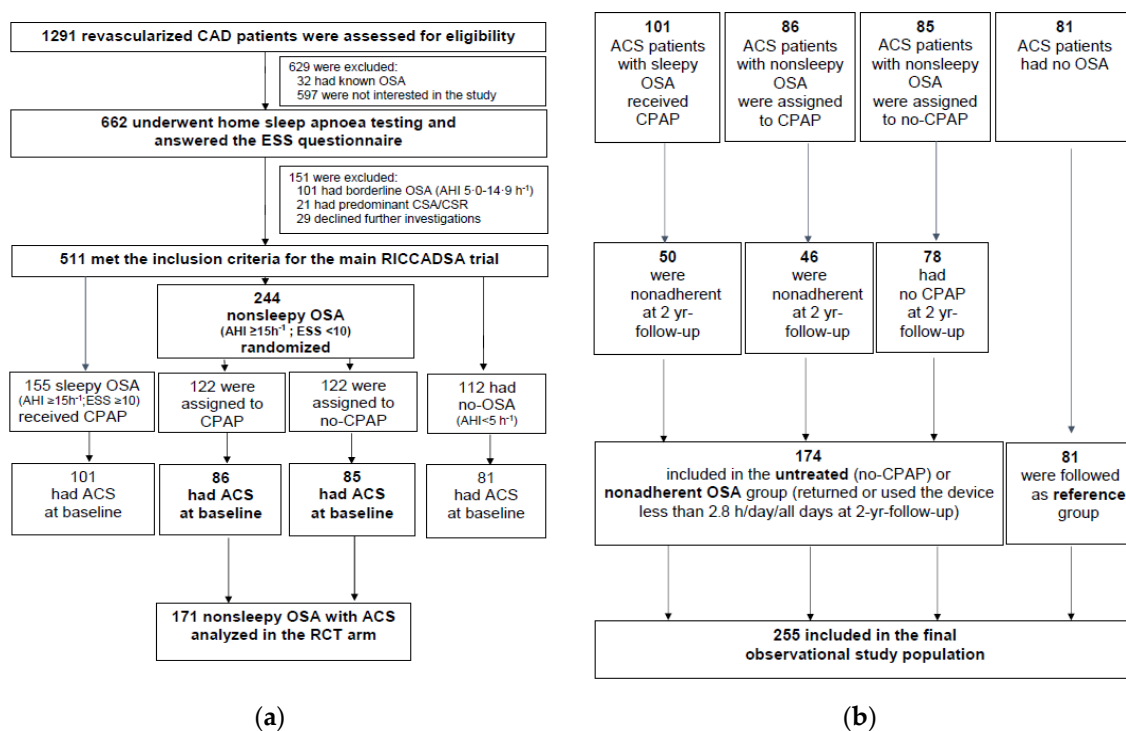 1291 revascularized CAD patients were assessed for eligibility
629 were excluded:
32 had known OSA
597 were not interested in the study
662 underwent home sleep apnoea testing and
answered the ESS questionnaire
151 were excluded:
101 had borderline OSA (AHI 5·0-14·9 h⁻¹)
21 had predominant CSA/CSR
29 declined further investigations
511 met the inclusion criteria for the main RICCADSA trial
244
nonsleepy OSA
(AHI ≥15h⁻¹ ; ESS <10)
randomized
155 sleepy OSA
(AHI ≥15h⁻¹;ESS ≥10)
received CPAP
122 were
assigned to
CPAP
122 were
assigned to
no-CPAP
112 had
no-OSA
(AHI<5 h⁻¹)
101
had ACS
at baseline
86
had ACS
at baseline
85
had ACS
at baseline
81
had ACS
at baseline
171 nonsleepy OSA with ACS
analyzed in the RCT arm
(a)
101
ACS patients
with sleepy
OSA
received
CPAP
86
ACS patients
with nonsleepy
OSA
were assigned
to CPAP
85
ACS patients
with nonsleepy
OSA
were assigned
to no-CPAP
81
ACS patients
had no OSA
50
were
nonadherent
at 2 yr-
follow-up
46
were
nonadherent
at 2 yr-
follow-up
78
had
no CPAP
at 2 yr-
follow-up
174
included in the untreated (no-CPAP) or
nonadherent OSA group (returned or used the device
less than 2.8 h/day/all days at 2-yr-follow-up)
81
were followed
as reference
group
255 included in the final
observational study population
(b)